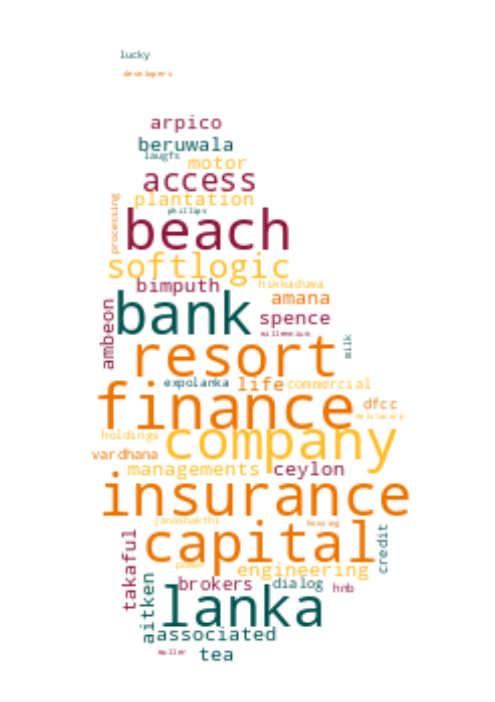 lucky
developers
arpico
beruwala
laugfs
motor
access
plantation
phillips
processing
beach
softlogic
bimputh
hikkaduwa
amana
ambeon
bank
spence
millennium
milk
resort
expolanka
life
commercial
finance
dfcc
holdings
company
vardhana
managements
ceylon
insurance
janashakthi
housing
capital
credit
takaful
power
engineering
brokers
dialog
hnb
aitken
lanka
associated
tea